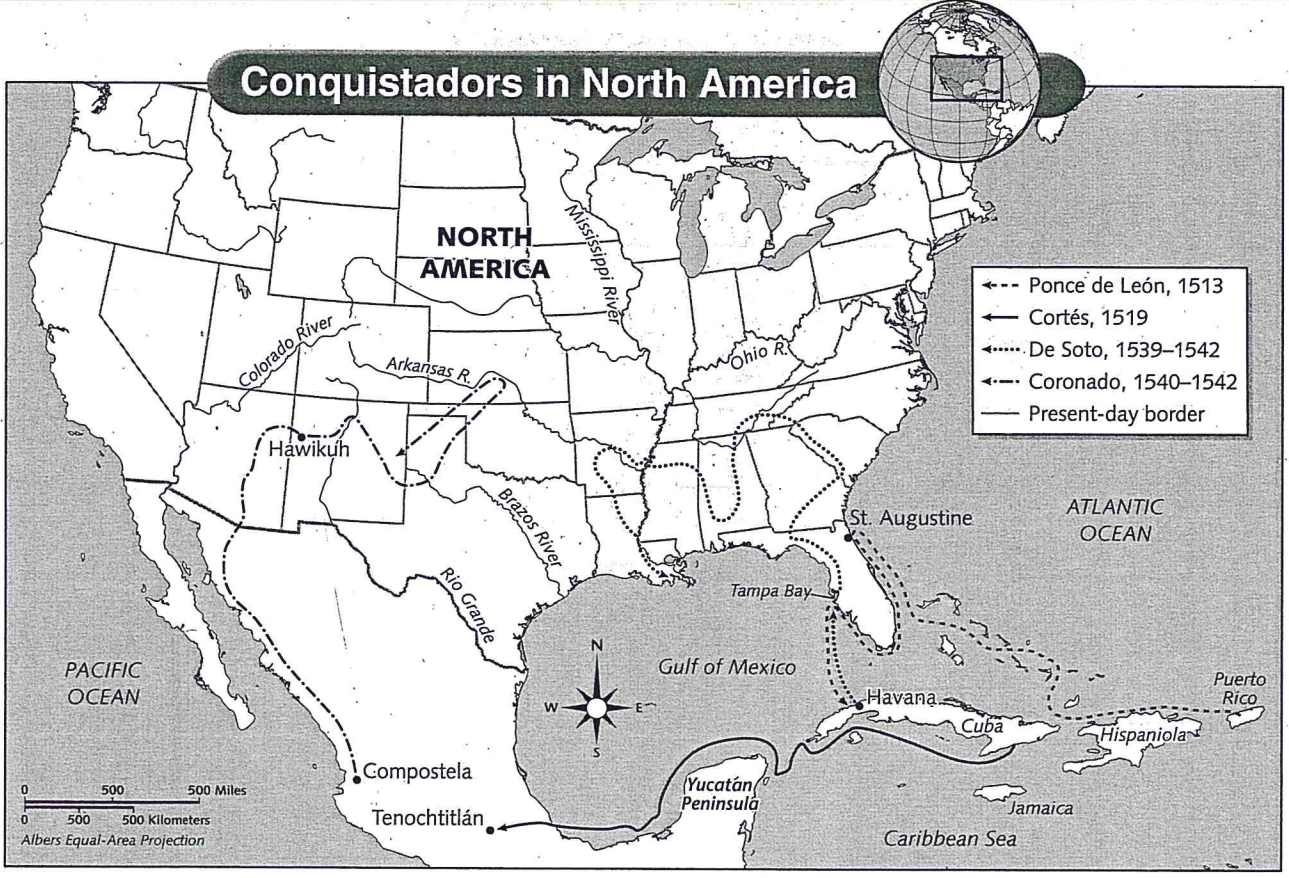 Conquistadors in North America
NORTH
AMERICA
Mississippi River
Ponce de León, 1513
Cortés, 1519
De Soto, 1539–1542
Coronado, 1540–1542
Present-day border
Colorado River
Arkansas R.
Ohio R.
Hawikuh
Brazos River
St. Augustine
ATLANTIC
OCEAN
Rio Grande
Tampa Bay
PACIFIC
OCEAN
N
W
E
S
Gulf of Mexico
Havana
Cuba
Puerto
Rico
Hispaniola
Compostela
Yucatán
Peninsula
Tenochtitlán
Jamaica
Caribbean Sea
0 500 500 Miles
0 500 500 Kilometers
Albers Equal-Area Projection